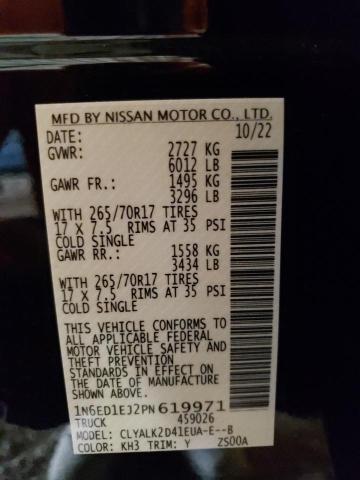 MFD BY NISSAN MOTOR CO., LTD.
DATE: 10/22
GVWR: 2727 KG
6012 LB
GAWR FR.: 1495 KG
3296 LB
WITH 265/70R17 TIRES
17 X 7.5 RIMS AT 35 PSI
COLD SINGLE
GAWR RR.: 1558 KG
3434 LB
WITH 265/70R17 TIRES
17 X 7.5 RIMS AT 35 PSI
COLD SINGLE
THIS VEHICLE CONFORMS TO
ALL APPLICABLE FEDERAL
MOTOR VEHICLE SAFETY AND
THEFT PREVENTION
STANDARDS IN EFFECT ON
THE DATE OF MANUFACTURE
SHOWN ABOVE.
1N6ED1EJ2PN619971
TRUCK 459026
MODEL: CLYALK2D41EUA-E--B
COLOR: KH3 TRIM: Y ZS00A